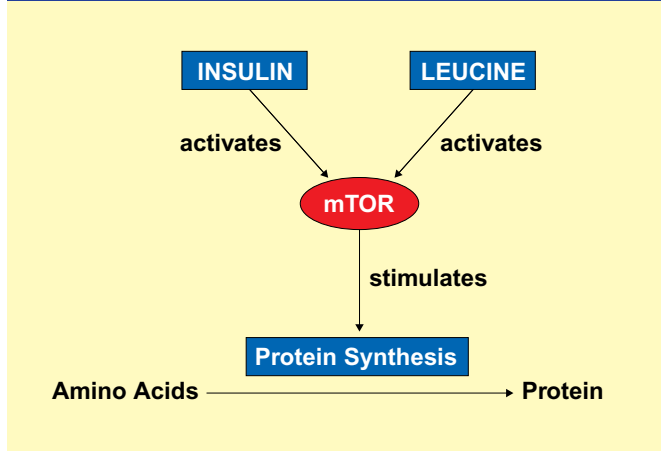 INSULIN LEUCINE
activates activates
mTOR
stimulates
Protein Synthesis
Amino Acids Protein